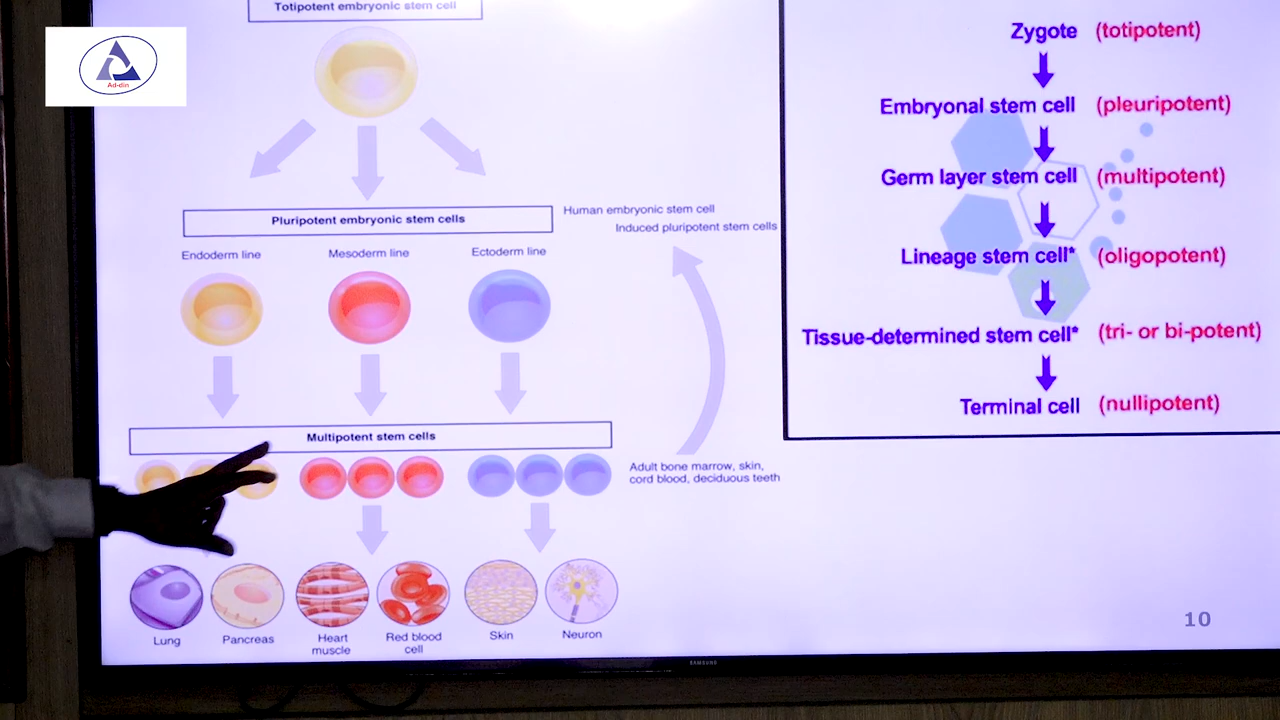 Ad-din
Totipotent embryonic stem cell
Pluripotent embryonic stem cells
Human embryonic stem cell
Induced pluripotent stem cells
Endoderm line
Mesoderm line
Ectoderm line
Multipotent stem cells
Adult bone marrow, skin,
cord blood, deciduous teeth
Lung
Pancreas
Heart
muscle
Red blood
cell
Skin
Neuron
Zygote (totipotent)
Embryonal stem cell (pleuripotent)
Germ layer stem cell (multipotent)
Lineage stem cell* (oligopotent)
Tissue-determined stem cell* (tri- or bi-potent)
Terminal cell (nullipotent)
10
SAMSUNG